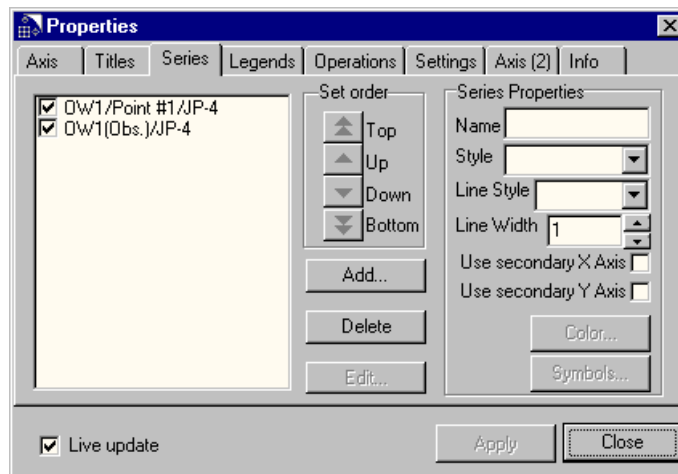 Properties
Axis Titles Series Legends Operations Settings Axis (2) Info
OW1/Point #1/JP-4
OW1(Obs.)/JP-4
Set order
Top
Up
Down
Bottom
Add...
Delete
Edit...
Series Properties
Name
Style
Line Style
Line Width 1
Use secondary X Axis
Use secondary Y Axis
Color...
Symbols...
Live update
Apply
Close